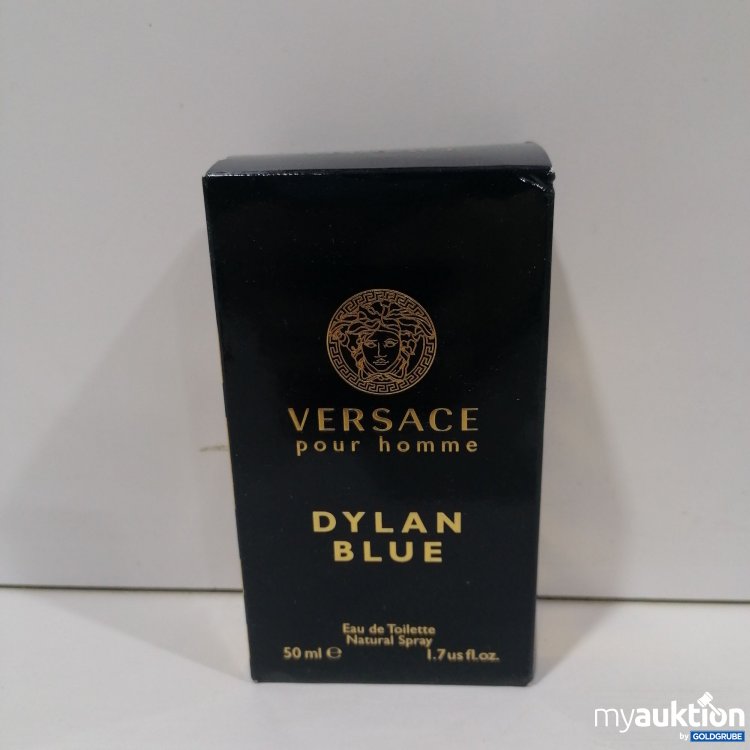 VERSACE
pour homme
DYLAN
BLUE
Eau de Toilette
Natural Spray
50 ml ℮ 1.7 us fl.oz.
myauktion
by GOLDGRUBE